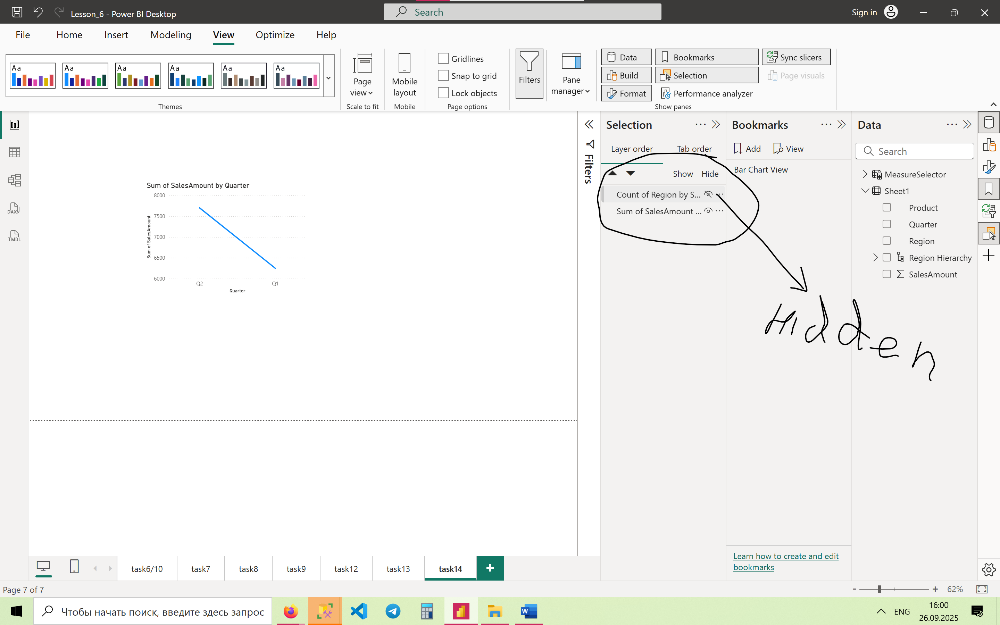 Lesson_6 - Power BI Desktop
Search
Sign in
File Home Insert Modeling View Optimize Help
Aa Aa Aa Aa Aa Aa
Themes
Page view
Scale to fit
Mobile layout
Mobile
Gridlines
Snap to grid
Lock objects
Page options
Filters
Pane manager
Data
Build
Format
Bookmarks
Selection
Performance analyzer
Sync slicers
Page visuals
Show panes
DAX
TMDL
Sum of SalesAmount by Quarter
8000
7500
7000
6500
6000
Sum of SalesAmount
Q2 Q1
Quarter
Filters
Selection ...
Layer order Tab order
Show Hide
Count of Region by S... ...
Sum of SalesAmount ... ...
Bookmarks ...
Add View
Bar Chart View
Learn how to create and edit
bookmarks
Data ...
Search
MeasureSelector
Sheet1
Product
Quarter
Region
Region Hierarchy
Σ SalesAmount
Hidden
task6/10 task7 task8 task9 task12 task13 task14 +
Page 7 of 7
- + 62%
Чтобы начать поиск, введите здесь запрос
W
ENG
16:00
26.09.2025